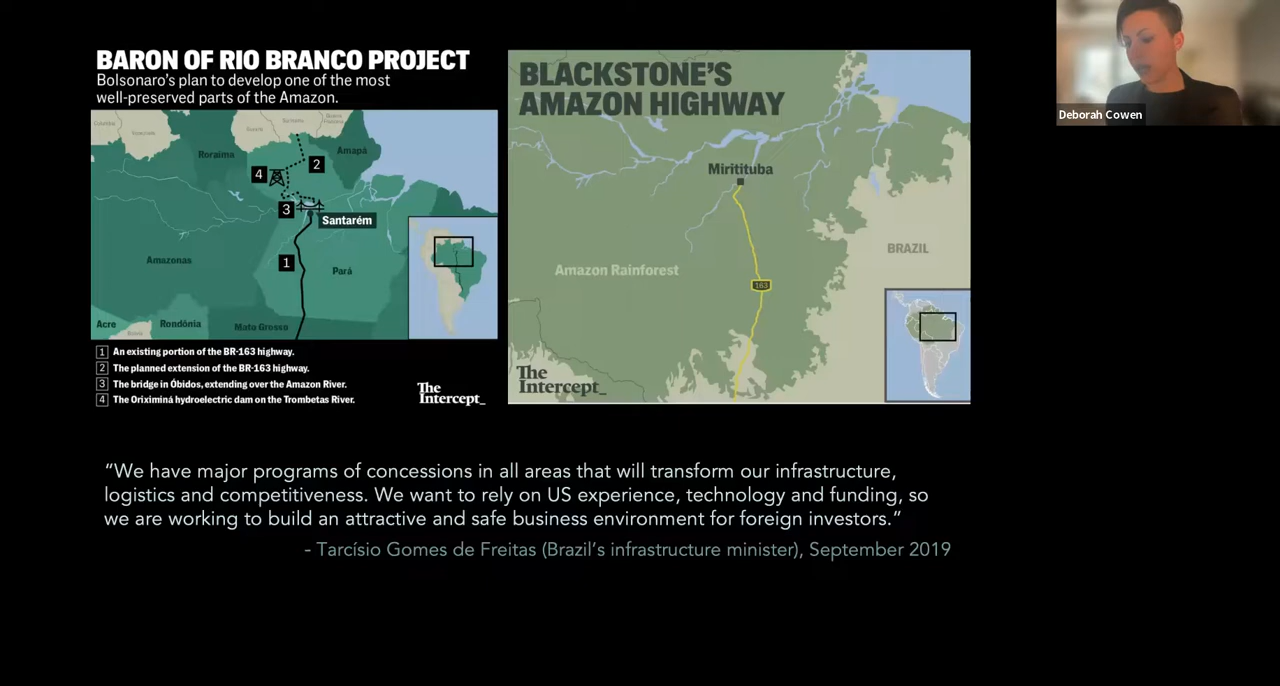 BARON OF RIO BRANCO PROJECT
Bolsonaro's plan to develop one of the most
well-preserved parts of the Amazon.
Roraima
Amapá
4
2
3
Santarém
Amazonas
1
Pará
Acre
Rondônia
Mato Grosso
1 An existing portion of the BR-163 highway.
2 The planned extension of the BR-163 highway.
3 The bridge in Óbidos, extending over the Amazon River.
4 The Oriximiná hydroelectric dam on the Trombetas River.
The
Intercept_
BLACKSTONE'S
AMAZON HIGHWAY
Miritituba
BRAZIL
Amazon Rainforest
163
The
Intercept_
Deborah Cowen
“We have major programs of concessions in all areas that will transform our infrastructure,
logistics and competitiveness. We want to rely on US experience, technology and funding, so
we are working to build an attractive and safe business environment for foreign investors.”
- Tarcísio Gomes de Freitas (Brazil's infrastructure minister), September 2019